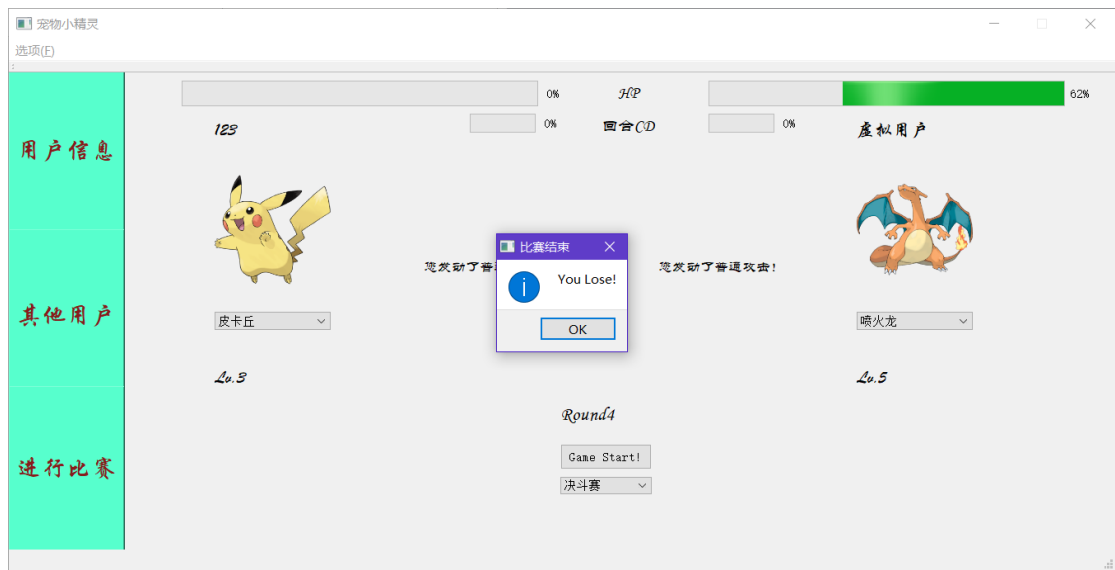 宠物小精灵
选项(F)
0% HP 62%
123 0% 回合CD 0% 虚拟用户
用户信息
比赛结束
You Lose!
OK
您发动了普
您发动了普通攻击!
其他用户
皮卡丘
喷火龙
Lv.3
Lv.5
Round4
Game Start!
决斗赛
进行比赛